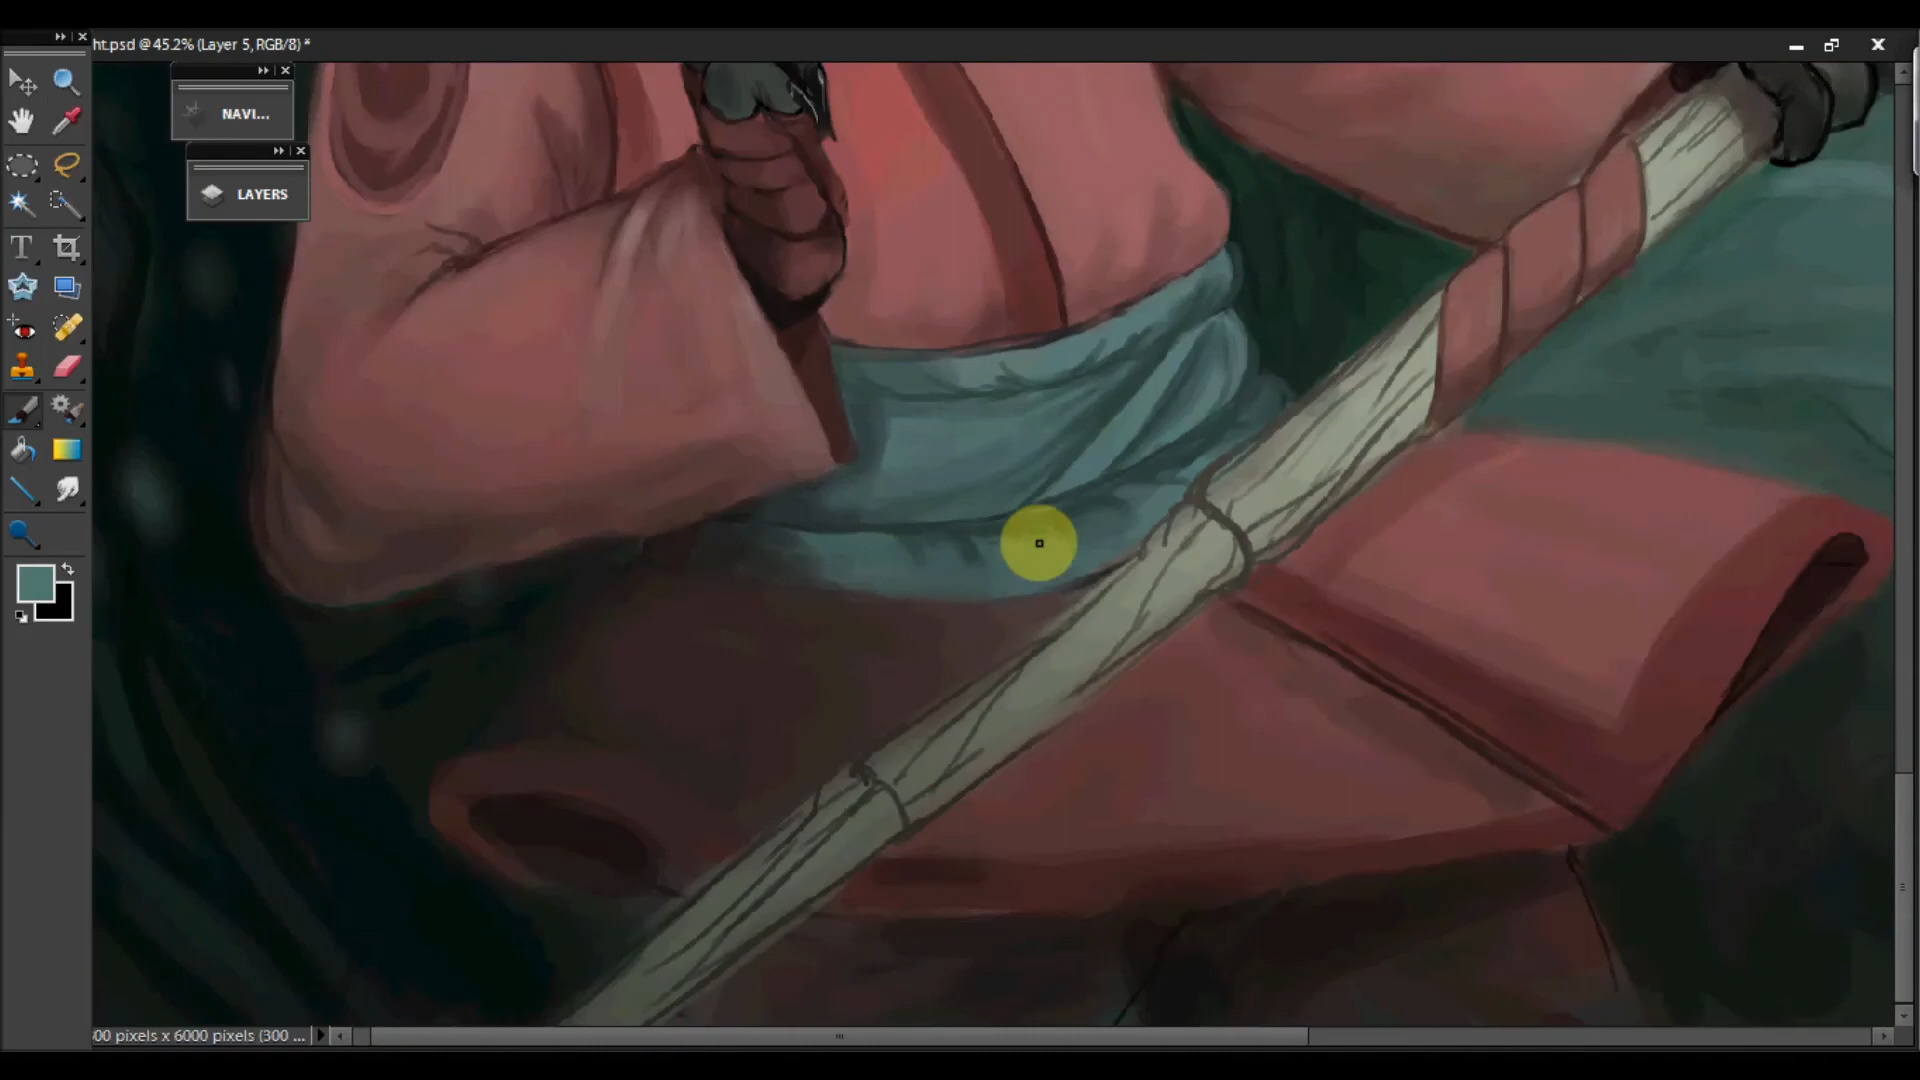 ht.psd @ 45.2% (Layer 5, RGB/8) *
NAVI...
LAYERS
T
00 pixels x 6000 pixels (300 ...